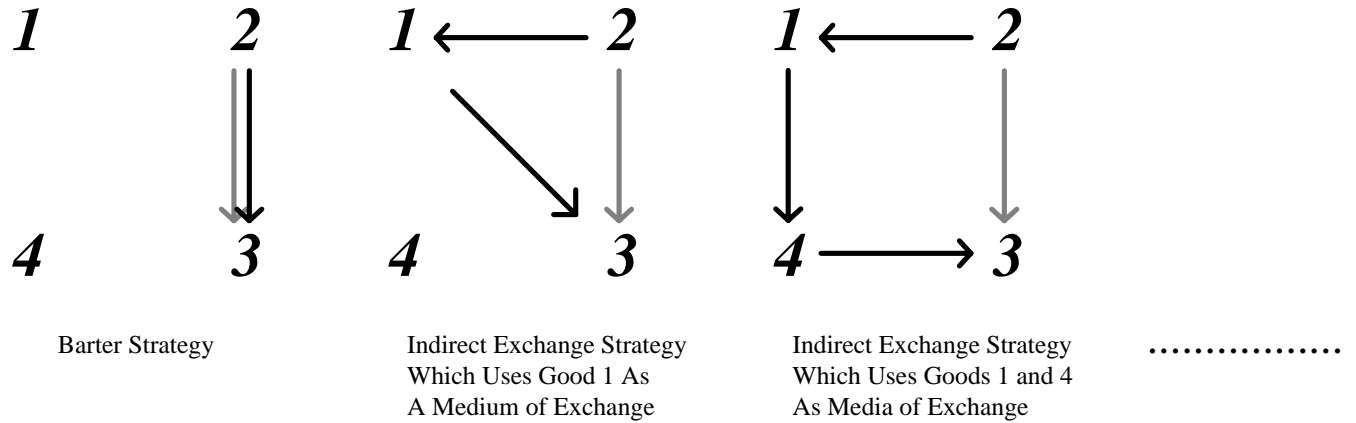 1 2 1 2 1 2
4 3 4 3 4 3
Barter Strategy Indirect Exchange Strategy Indirect Exchange Strategy .................
Which Uses Good 1 As Which Uses Goods 1 and 4
A Medium of Exchange As Media of Exchange